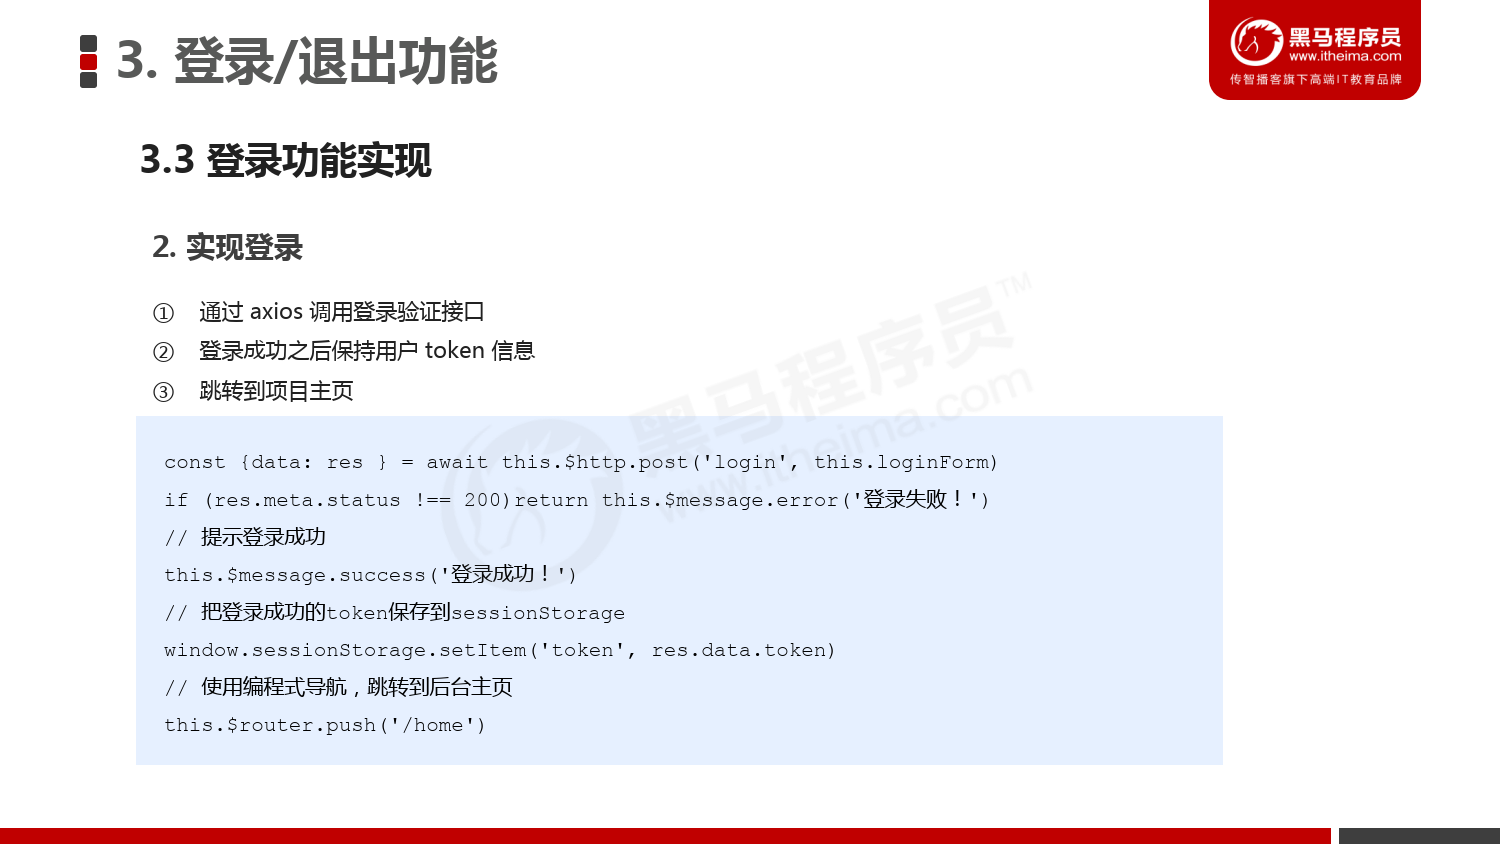 3. 登录/退出功能
黑马程序员
www.itheima.com
传智播客旗下高端IT教育品牌
3.3 登录功能实现
2. 实现登录
① 通过 axios 调用登录验证接口
② 登录成功之后保持用户 token 信息
③ 跳转到项目主页
黑马程序员™
www.itheima.com
const {data: res } = await this.$http.post('login', this.loginForm)
if (res.meta.status !== 200)return this.$message.error('登录失败！')
// 提示登录成功
this.$message.success('登录成功！')
// 把登录成功的token保存到sessionStorage
window.sessionStorage.setItem('token', res.data.token)
// 使用编程式导航，跳转到后台主页
this.$router.push('/home')